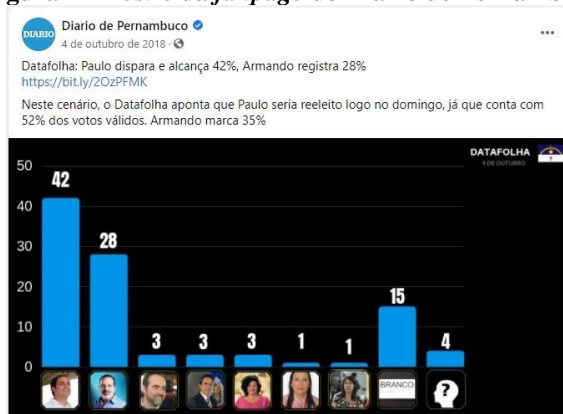 DIARIO
Diario de Pernambuco
4 de outubro de 2018 ·
Datafolha: Paulo dispara e alcança 42%, Armando registra 28%
https://bit.ly/2OzPFMK
Neste cenário, o Datafolha aponta que Paulo seria reeleito logo no domingo, já que conta com
52% dos votos válidos. Armando marca 35%
DATAFOLHA
4 DE OUTUBRO
50
40
30
20
10
0
42
28
3
3
3
1
1
15
4
BRANCO
?